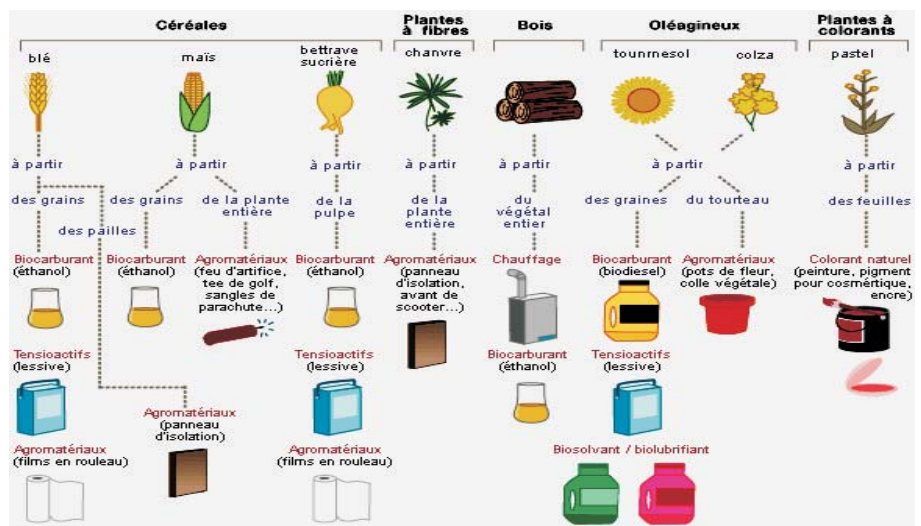 Céréales
Plantes
à fibres
Bois
Oléagineux
Plantes à
colorants
blé
maïs
bettrave
sucrière
chanvre
tounrnesol
colza
pastel
à partir
à partir
à partir
à partir
à partir
à partir
à partir
des grains
des pailles
des grains
de la plante
entière
de la
pulpe
de la
plante
entière
du
végétal
entier
des graines
du tourteau
des feuilles
Biocarburant
(éthanol)
Biocarburant
(éthanol)
Agromatériaux
(feu d'artifice,
tee de golf,
sangles de
parachute...)
Biocarburant
(éthanol)
Agromatériaux
(panneau
d'isolation,
avant de
scooter...)
Chauffage
Biocarburant
(biodiesel)
Agromatériaux
(pots de fleur,
colle végétale)
Colorant naturel
(peinture, pigment
pour cosmértique,
encre)
Tensioactifs
(lessive)
Tensioactifs
(lessive)
Biocarburant
(éthanol)
Tensioactifs
(lessive)
Agromatériaux
(panneau
d'isolation)
Agromatériaux
(films en rouleau)
Agromatériaux
(films en rouleau)
Biosolvant / biolubrifiant